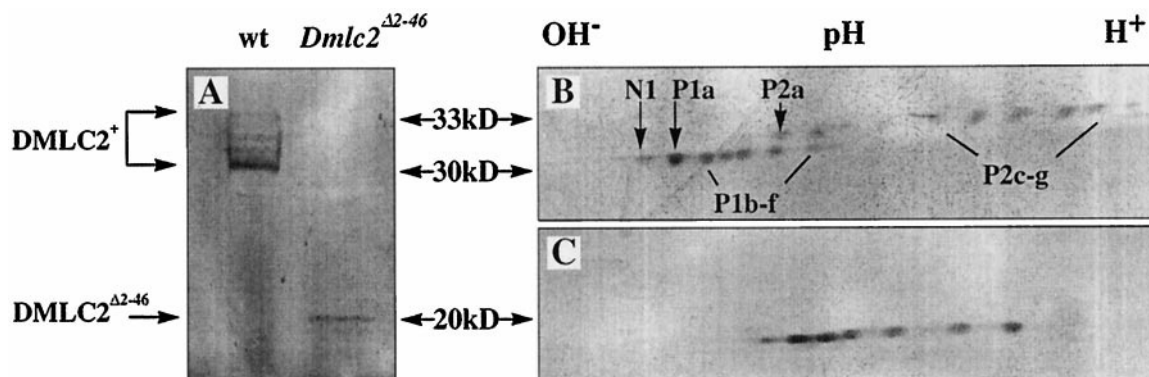 wt Dmlc2Δ2-46 OH- pH H+
A B N1 P1a P2a
DMLC2+ 33kD
30kD P2c-g
P1b-f
C
DMLC2Δ2-46 20kD